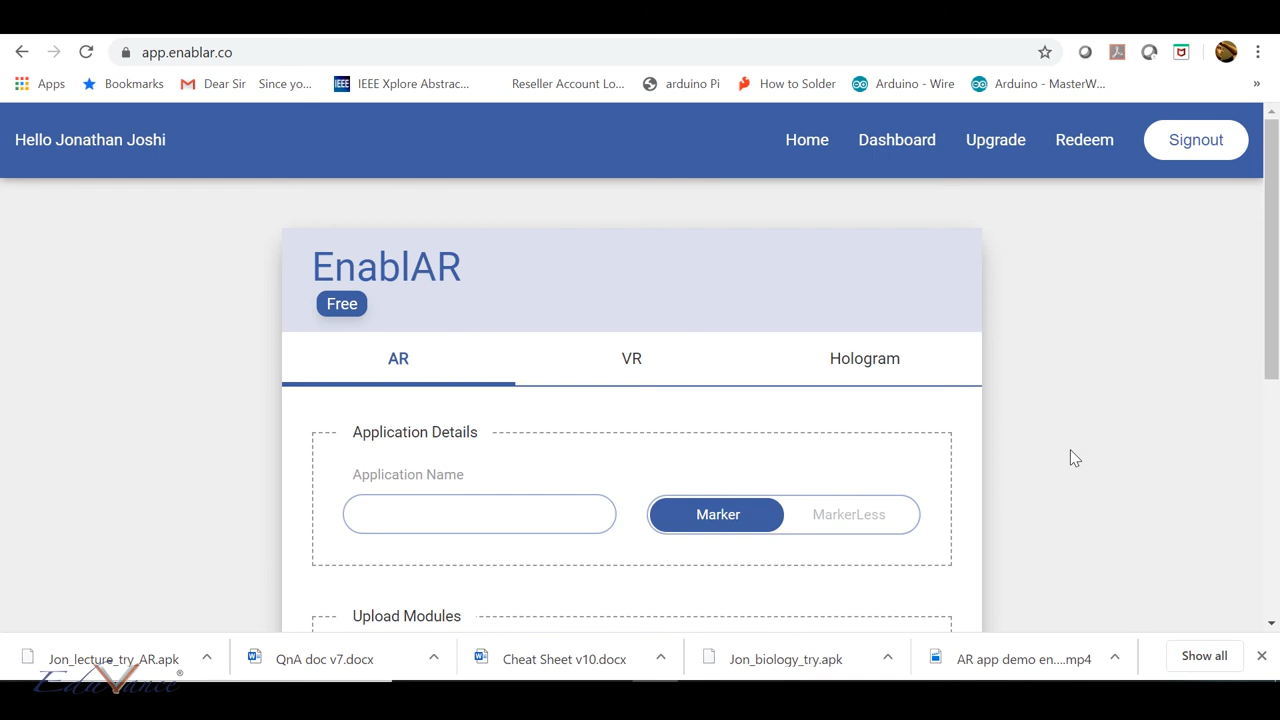 app.enablar.co
Apps Bookmarks Dear Sir Since yo... IEEE Xplore Abstrac... Reseller Account Lo... arduino Pi How to Solder Arduino - Wire Arduino - MasterW... »
Hello Jonathan Joshi Home Dashboard Upgrade Redeem Signout
EnablAR
Free
AR VR Hologram
Application Details
Application Name
Marker MarkerLess
Upload Modules
Jon_lecture_try_AR.apk QnA doc v7.docx Cheat Sheet v10.docx Jon_biology_try.apk AR app demo en....mp4 Show all
EduVance ®